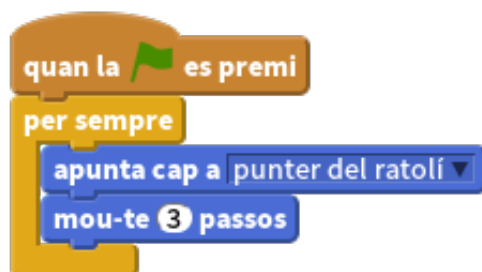 quan la es premi
per sempre
apunta cap a punter del ratolí
mou-te 3 passos